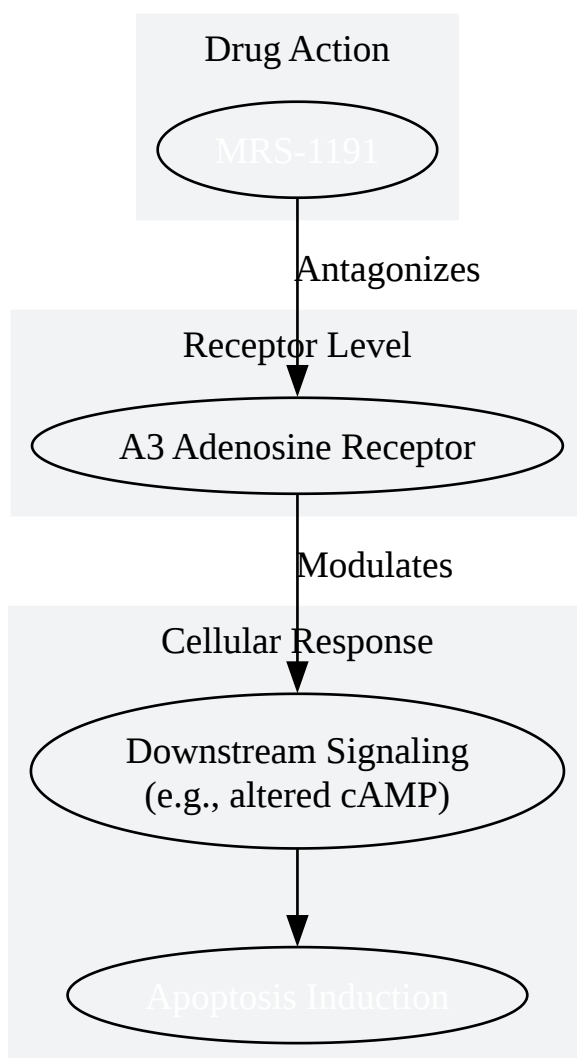 Drug Action
MRS-1191
Antagonizes
Receptor Level
A3 Adenosine Receptor
Modulates
Cellular Response
Downstream Signaling
(e.g., altered cAMP)
Apoptosis Induction